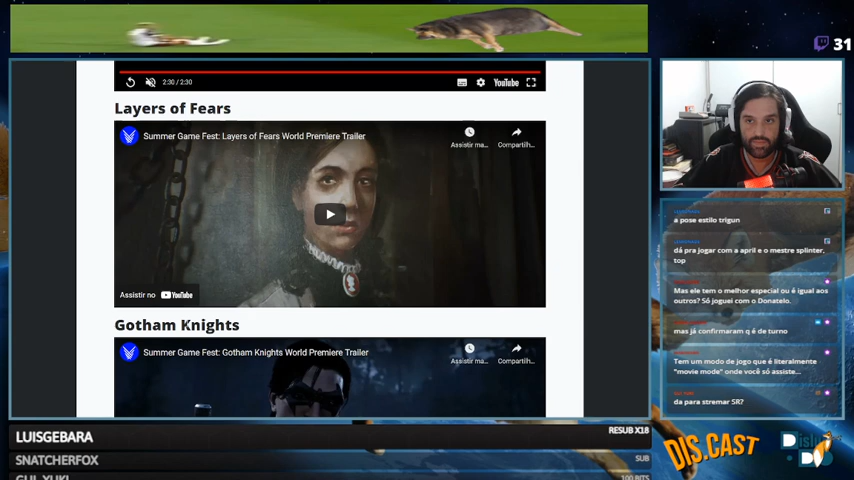 31
2:30 / 2:30
YouTube
Layers of Fears
Summer Game Fest: Layers of Fears World Premiere Trailer
Assistir ma...
Compartilh...
Assistir no YouTube
Gotham Knights
Summer Game Fest: Gotham Knights World Premiere Trailer
Assistir ma...
Compartilh...
a pose estilo trigun
dá pra jogar com a april e o mestre splinter,
top
Mas ele tem o melhor especial ou é igual aos
outros? Só joguei com o Donatelo.
mas já confirmaram q é de turno
Tem um modo de jogo que é literalmente
"movie mode" onde você só assiste...
da para stremar SR?
LUISGEBARA
RESUB X18
SNATCHERFOX
SUB
GUI_YUKI
100 BITS
DIS.CAST